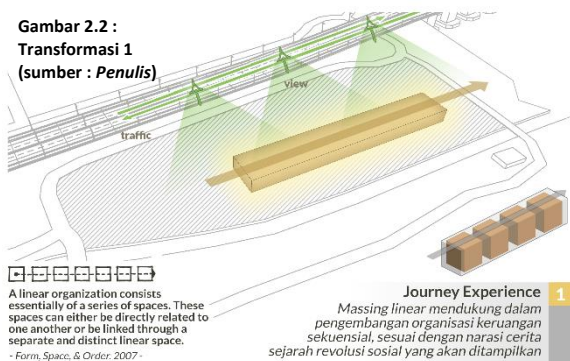 Gambar 2.2 :
Transformasi 1
(sumber : Penulis)
view
traffic
A linear organization consists
essentially of a series of spaces. These
spaces can either be directly related to
one another or be linked through a
separate and distinct linear space.
- Form, Space, & Order. 2007 -
Journey Experience 1
Massing linear mendukung dalam
pengembangan organisasi keruangan
sekuensial, sesuai dengan narasi cerita
sejarah revolusi sosial yang akan ditampilkan